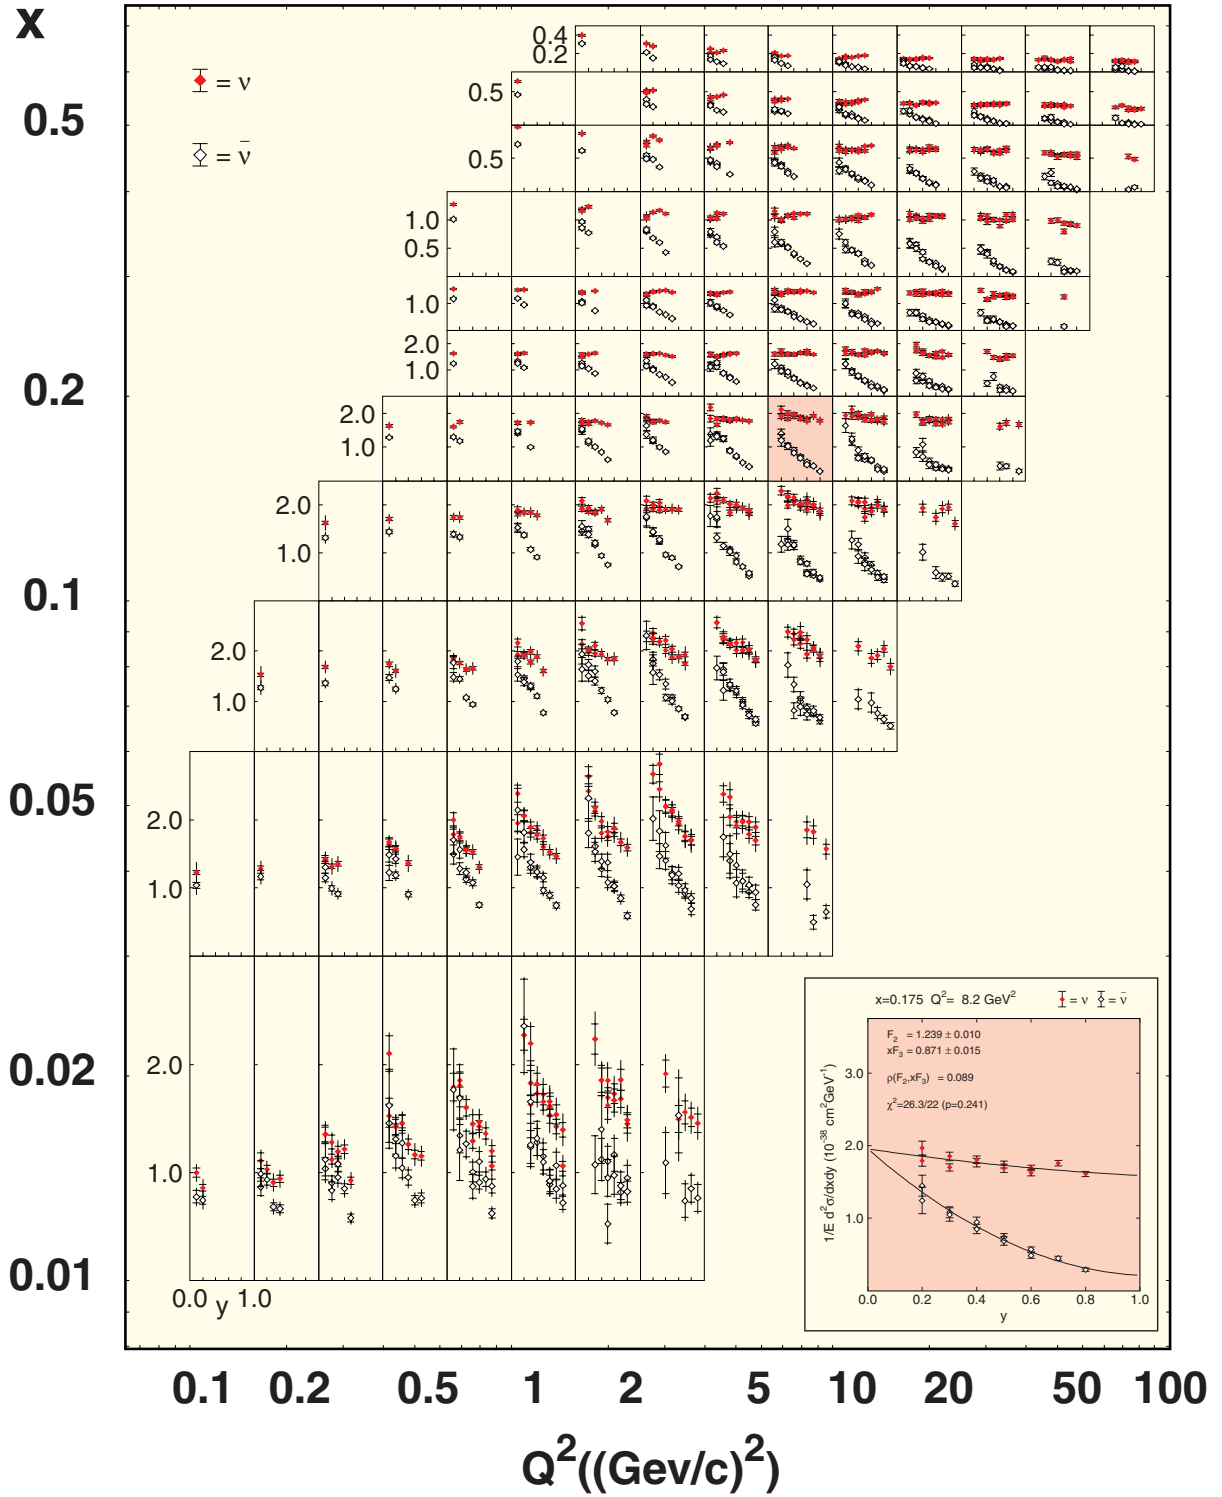 x
0.4
0.2
= ν
0.5
0.5
= ν̄
0.5
1.0
0.5
1.0
2.0
1.0
0.2
2.0
1.0
2.0
1.0
0.1
2.0
1.0
0.05
2.0
1.0
x=0.175 Q²= 8.2 GeV² = ν = ν̄
F₂ = 1.239 ± 0.010
xF₃ = 0.871 ± 0.015
ρ(F₂,xF₃) = 0.089
χ²=26.3/22 (p=0.241)
3.0
2.0
1.0
1/E d²σ/dxdy (10⁻³⁸ cm²GeV⁻¹)
0.0 0.2 0.4 0.6 0.8 1.0
y
0.02
2.0
1.0
0.01
0.0 y 1.0
0.1 0.2 0.5 1 2 5 10 20 50 100
Q²((Gev/c)²)